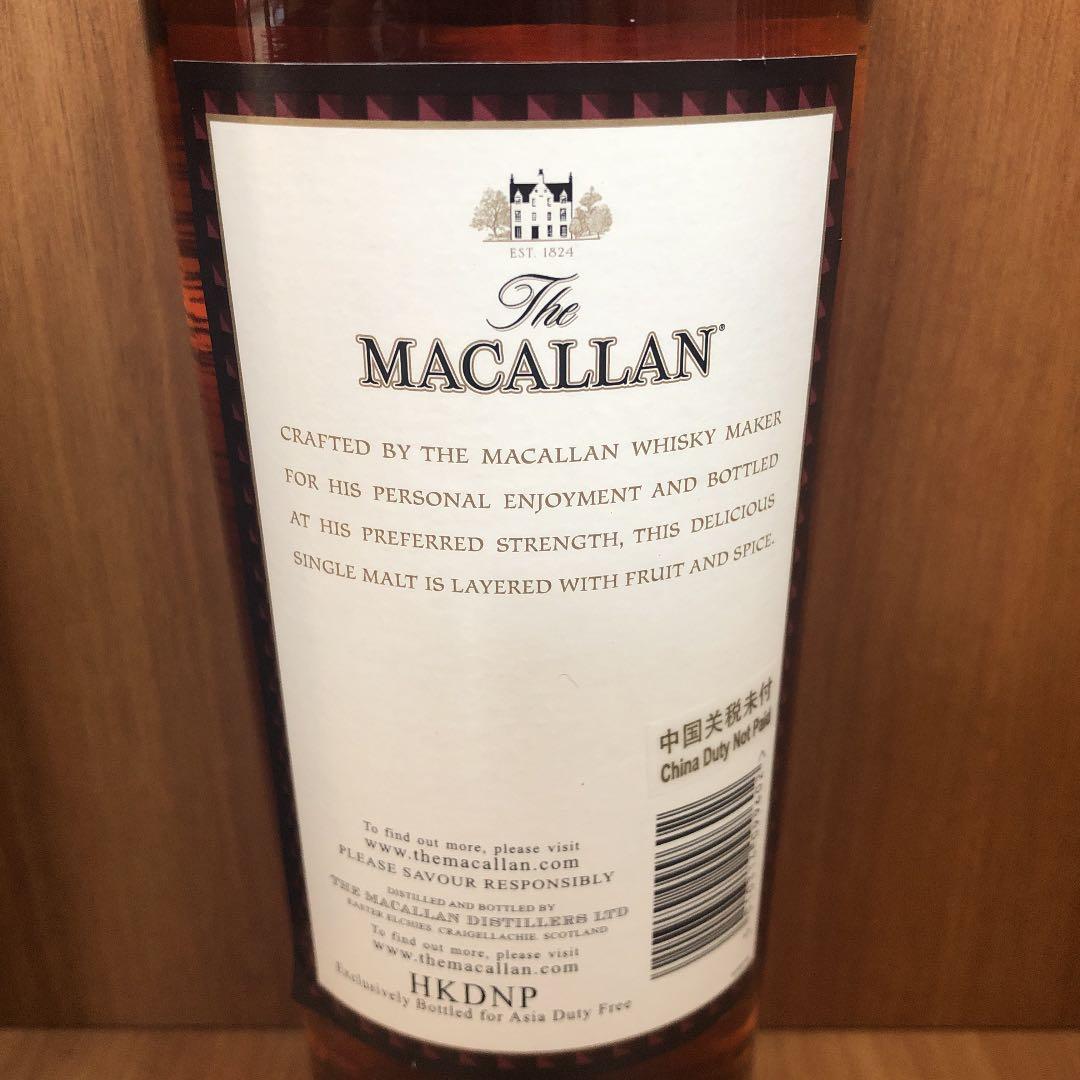 EST. 1824
The
MACALLAN®
CRAFTED BY THE MACALLAN WHISKY MAKER
FOR HIS PERSONAL ENJOYMENT AND BOTTLED
AT HIS PREFERRED STRENGTH, THIS DELICIOUS
SINGLE MALT IS LAYERED WITH FRUIT AND SPICE.
中国关税未付
China Duty Not Paid
To find out more, please visit
www.themacallan.com
PLEASE SAVOUR RESPONSIBLY
DISTILLED AND BOTTLED BY
THE MACALLAN DISTILLERS LTD
EASTER ELCHIES, CRAIGELLACHIE, SCOTLAND
To find out more, please visit
www.themacallan.com
HKDNP
Exclusively Bottled for Asia Duty Free